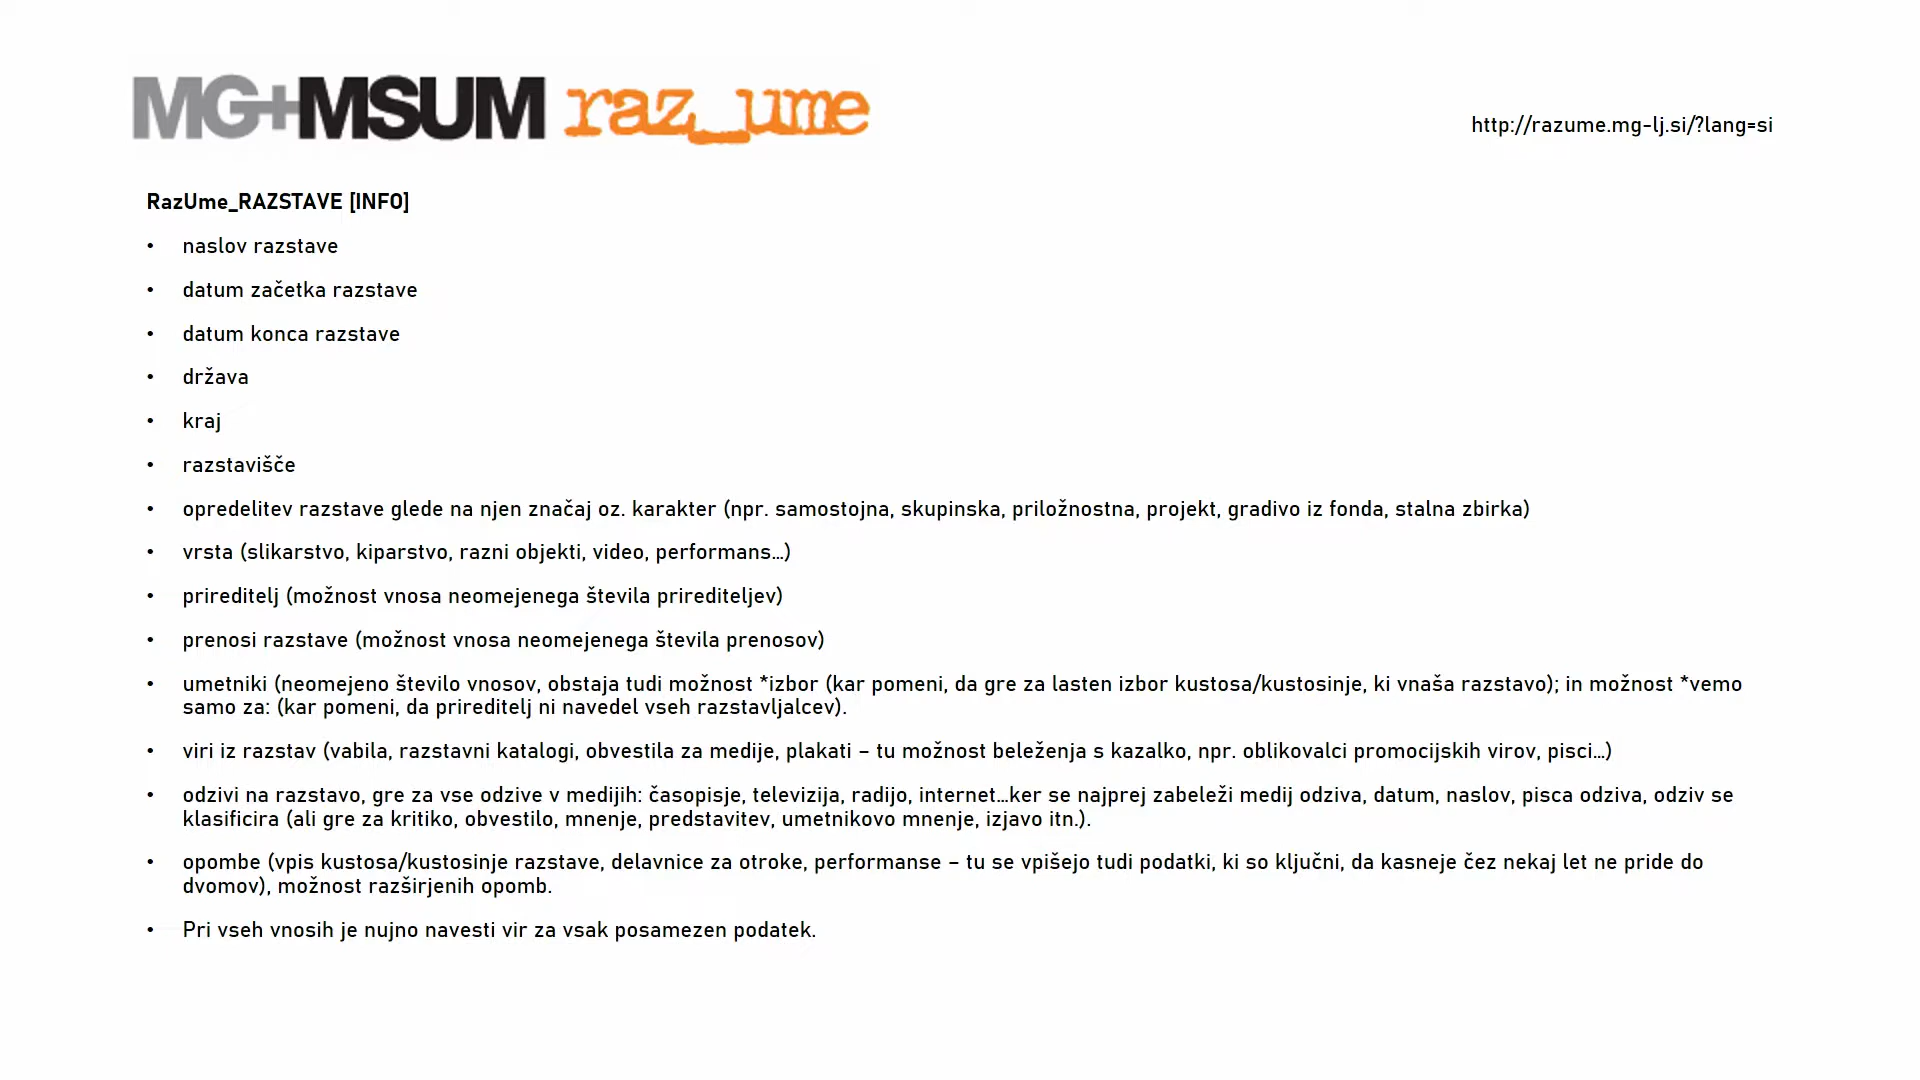 MG+MSUM raz_ume
http://razume.mg-lj.si/?lang=si
RazUme_RAZSTAVE [INFO]
• naslov razstave
• datum začetka razstave
• datum konca razstave
• država
• kraj
• razstavišče
• opredelitev razstave glede na njen značaj oz. karakter (npr. samostojna, skupinska, priložnostna, projekt, gradivo iz fonda, stalna zbirka)
• vrsta (slikarstvo, kiparstvo, razni objekti, video, performans…)
• prireditelj (možnost vnosa neomejenega števila prirediteljev)
• prenosi razstave (možnost vnosa neomejenega števila prenosov)
• umetniki (neomejeno število vnosov, obstaja tudi možnost *izbor (kar pomeni, da gre za lasten izbor kustosa/kustosinje, ki vnaša razstavo); in možnost *vemo
samo za: (kar pomeni, da prireditelj ni navedel vseh razstavljalcev).
• viri iz razstav (vabila, razstavni katalogi, obvestila za medije, plakati – tu možnost beleženja s kazalko, npr. oblikovalci promocijskih virov, pisci…)
• odzivi na razstavo, gre za vse odzive v medijih: časopisje, televizija, radijo, internet…ker se najprej zabeleži medij odziva, datum, naslov, pisca odziva, odziv se
klasificira (ali gre za kritiko, obvestilo, mnenje, predstavitev, umetnikovo mnenje, izjavo itn.).
• opombe (vpis kustosa/kustosinje razstave, delavnice za otroke, performanse – tu se vpišejo tudi podatki, ki so ključni, da kasneje čez nekaj let ne pride do
dvomov), možnost razširjenih opomb.
• Pri vseh vnosih je nujno navesti vir za vsak posamezen podatek.